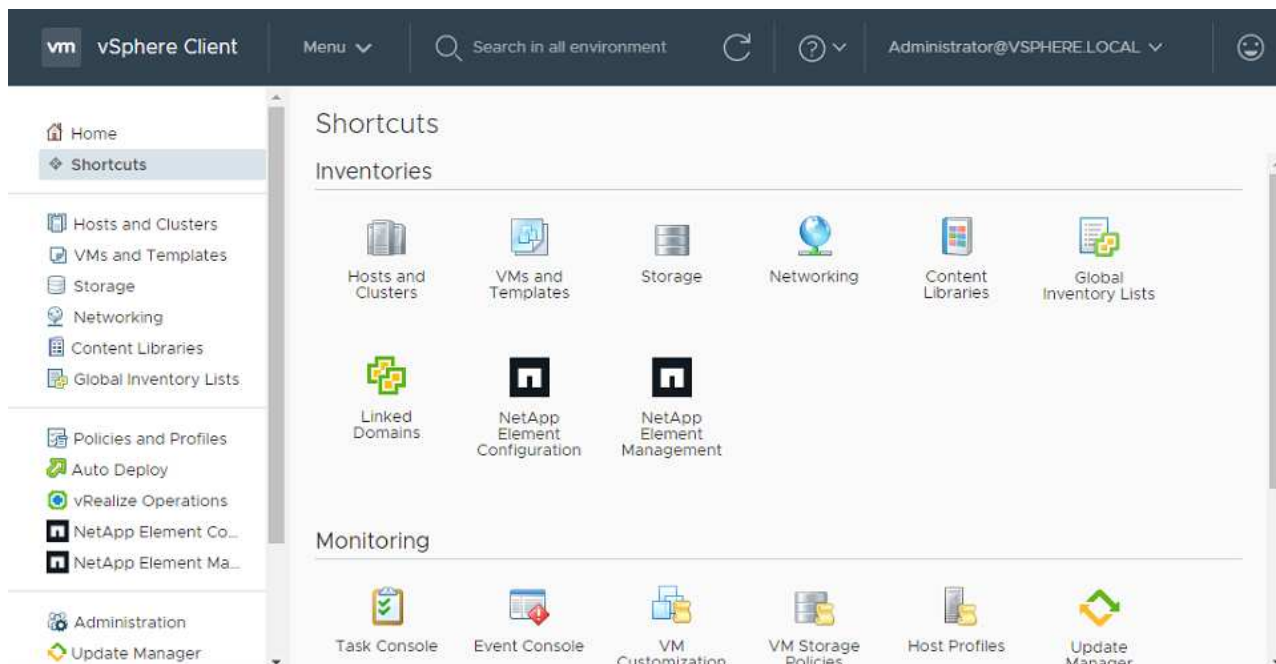 vm vSphere Client Menu Search in all environment Administrator@VSPHERE.LOCAL
Home
Shortcuts
Hosts and Clusters
VMs and Templates
Storage
Networking
Content Libraries
Global Inventory Lists
Policies and Profiles
Auto Deploy
vRealize Operations
NetApp Element Co...
NetApp Element Ma...
Administration
Update Manager
Shortcuts
Inventories
Hosts and
Clusters
VMs and
Templates
Storage
Networking
Content
Libraries
Global
Inventory Lists
Linked
Domains
NetApp
Element
Configuration
NetApp
Element
Management
Monitoring
Task Console
Event Console
VM
Customization
VM Storage
Policies
Host Profiles
Update
Manager